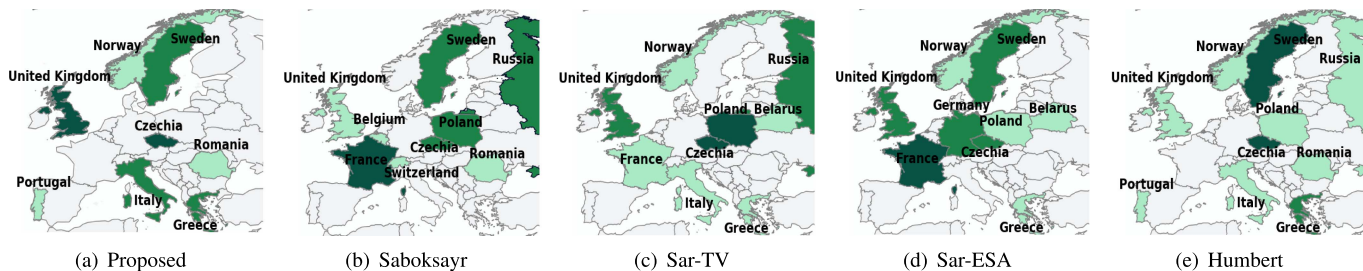 Norway
Sweden
United Kingdom
Czechia
Romania
Portugal
Italy
Greece
(a) Proposed
Sweden
Russia
United Kingdom
Belgium
Poland
Czechia
France
Romania
Switzerland
(b) Saboksayr
Norway
Russia
United Kingdom
Poland
Belarus
Czechia
France
Italy
Greece
(c) Sar-TV
Sweden
Norway
United Kingdom
Germany
Belarus
Poland
Czechia
France
Greece
(d) Sar-ESA
Sweden
Norway
Russia
United Kingdom
Poland
Czechia
Romania
Portugal
Italy
Greece
(e) Humbert